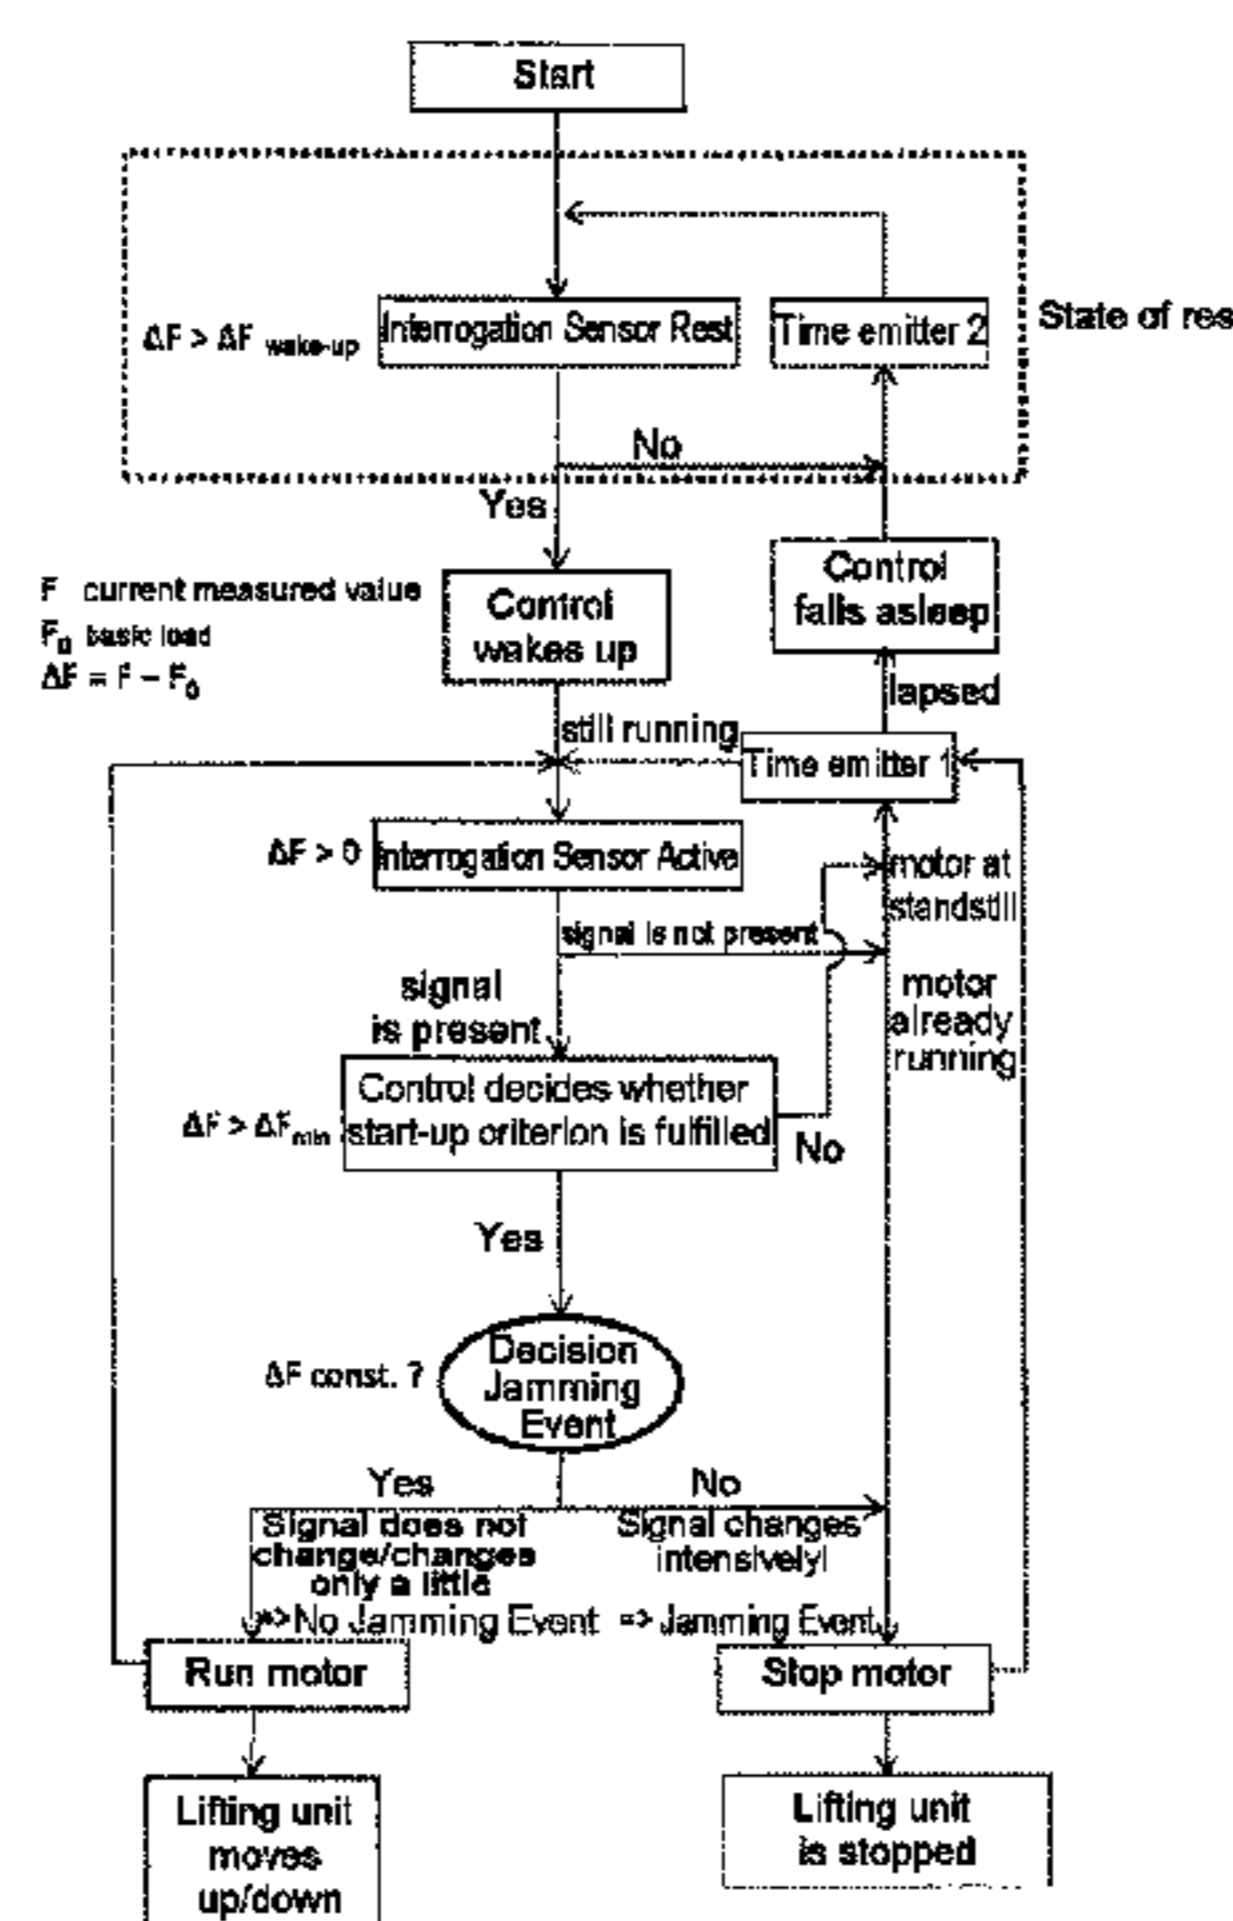 Start
Interrogation Sensor Rest
Time emitter 2
State of res
ΔF > ΔF wake-up
No
Yes
Control
falls asleep
F current measured value
F0 basic load
ΔF = F – F0
Control
wakes up
lapsed
still running
Time emitter 1
ΔF > 0
Interrogation Sensor Active
motor at
standstill
signal is not present
signal
is present
motor
already
running
Control decides whether
start-up criterion is fulfilled
ΔF > ΔFmin
No
Yes
Decision
Jamming
Event
ΔF const. ?
Yes
No
Signal does not
change/changes
only a little
=>No Jamming Event
Signal changes
intensively
=> Jamming Event
Run motor
Stop motor
Lifting unit
moves
up/down
Lifting unit
is stopped